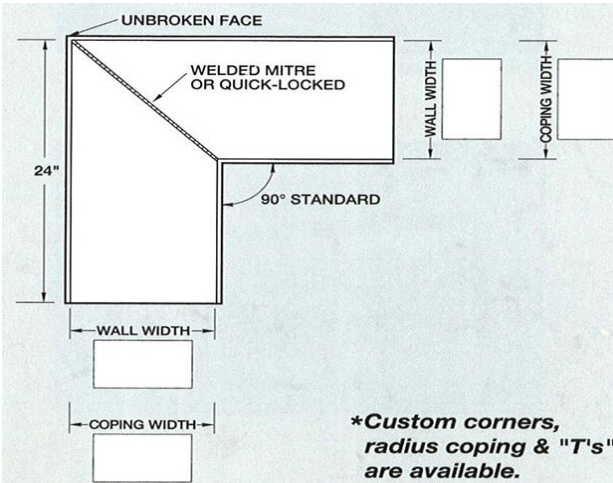 UNBROKEN FACE
WELDED MITRE
OR QUICK-LOCKED
WALL WIDTH
COPING WIDTH
24"
90° STANDARD
WALL WIDTH
COPING WIDTH
*Custom corners,
radius coping & "T's"
are available.